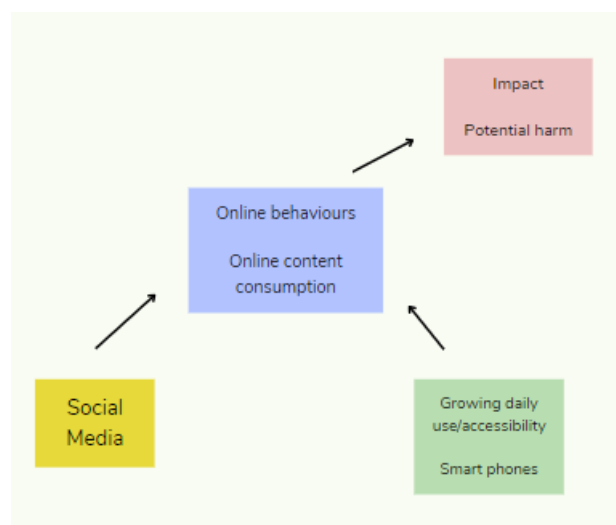 Impact
Potential harm
Online behaviours
Online content
consumption
Social
Media
Growing daily
use/accessibility
Smart phones